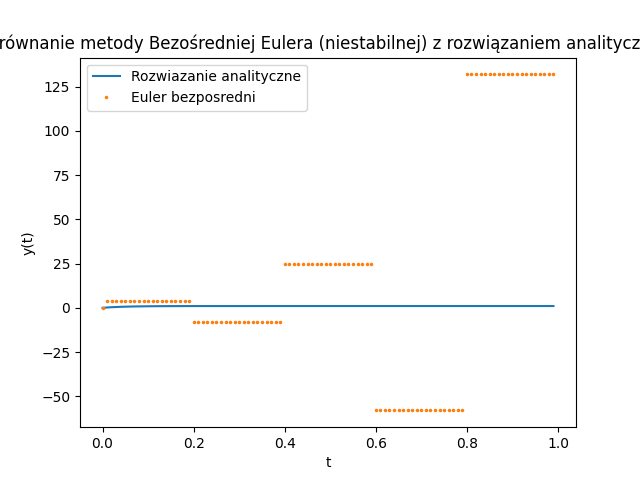 równanie metody Bezośredniej Eulera (niestabilnej) z rozwiązaniem analitycz
Rozwiazanie analityczne
Euler bezposredni
y(t)
125
100
75
50
25
0
−25
−50
0.0 0.2 0.4 0.6 0.8 1.0
t